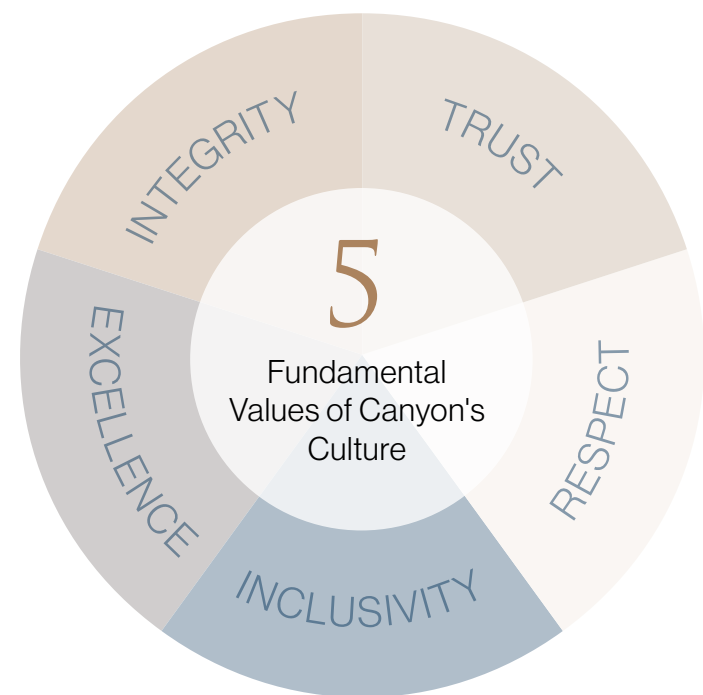 INTEGRITY
TRUST
5
Fundamental
Values of Canyon's
Culture
EXCELLENCE
RESPECT
INCLUSIVITY